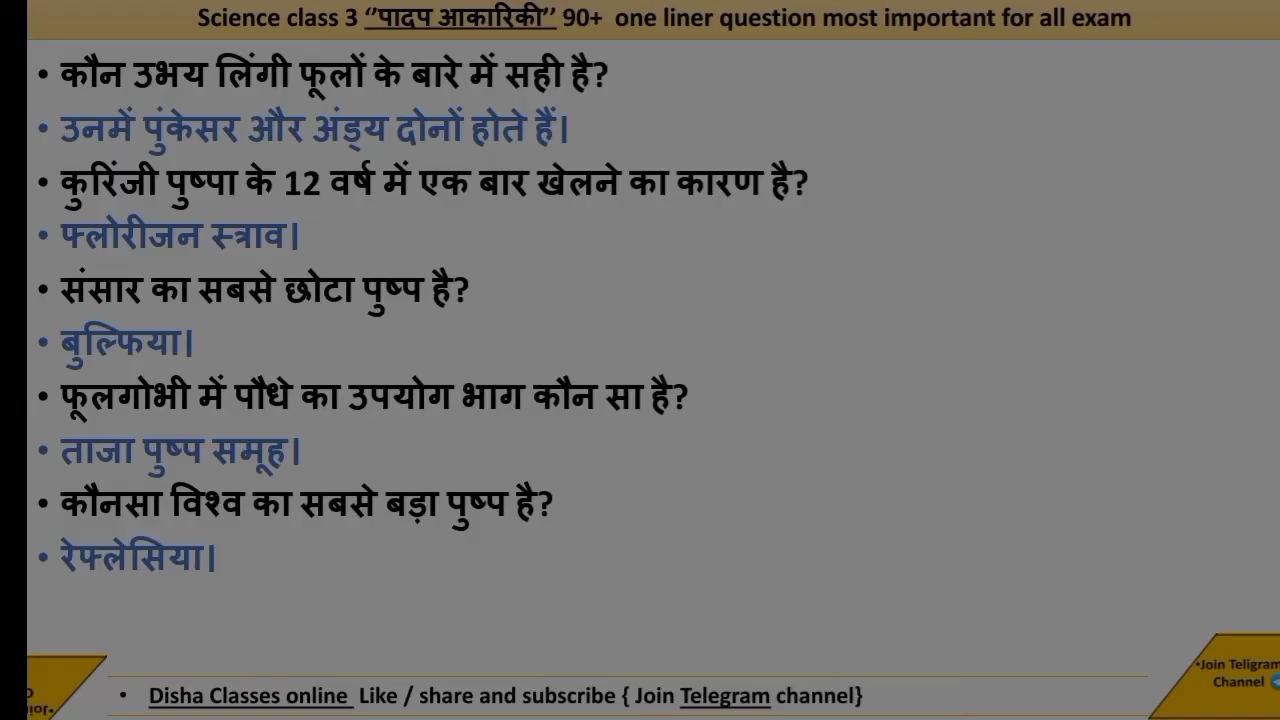 Science class 3 ‘’पादप आकारिकी’’ 90+ one liner question most important for all exam
• कौन उभय लिंगी फूलों के बारे में सही है?
• उनमें पुंकेसर और अंड्य दोनों होते हैं।
• कुरिंजी पुष्पा के 12 वर्ष में एक बार खेलने का कारण है?
• फ्लोरीजन स्त्राव।
• संसार का सबसे छोटा पुष्प है?
• बुल्फिया।
• फूलगोभी में पौधे का उपयोग भाग कौन सा है?
• ताजा पुष्प समूह।
• कौनसा विश्व का सबसे बड़ा पुष्प है?
• रेफ्लेसिया।
•Join Teligram
Channel
• Disha Classes online Like / share and subscribe { Join Telegram channel}